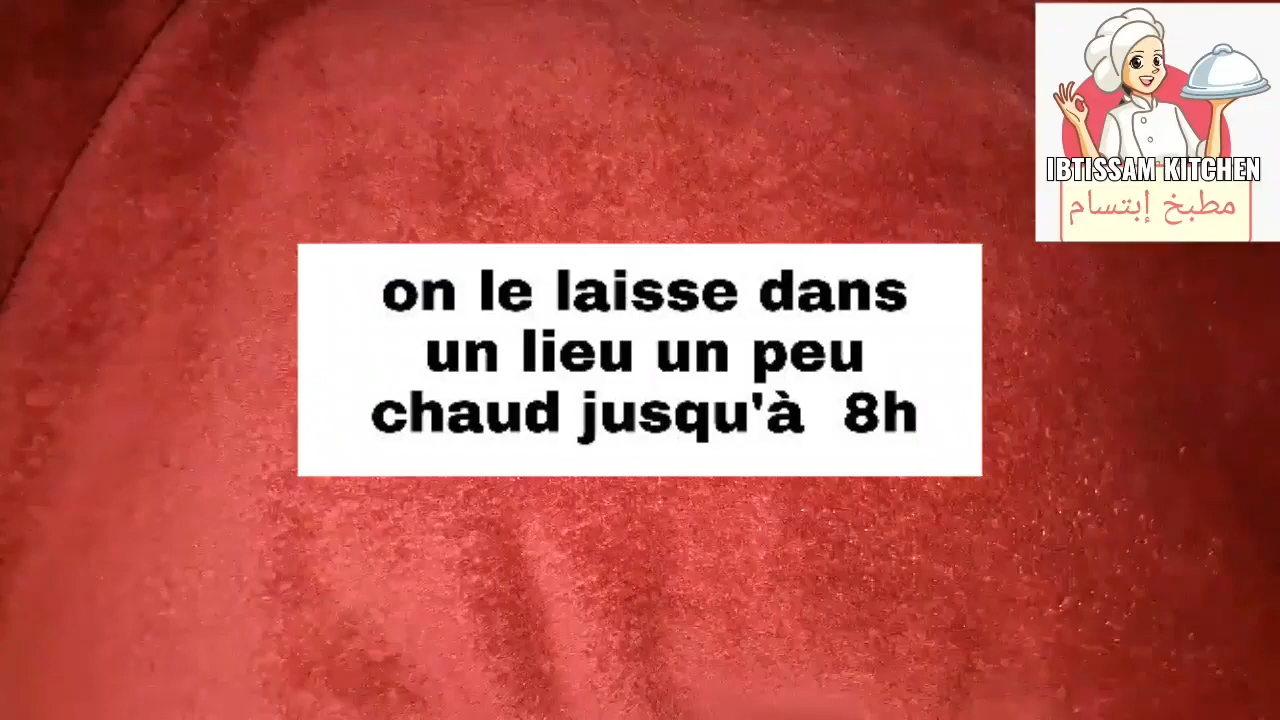 IBTISSAM KITCHEN
مطبخ إبتسام
on le laisse dans
un lieu un peu
chaud jusqu'à 8h